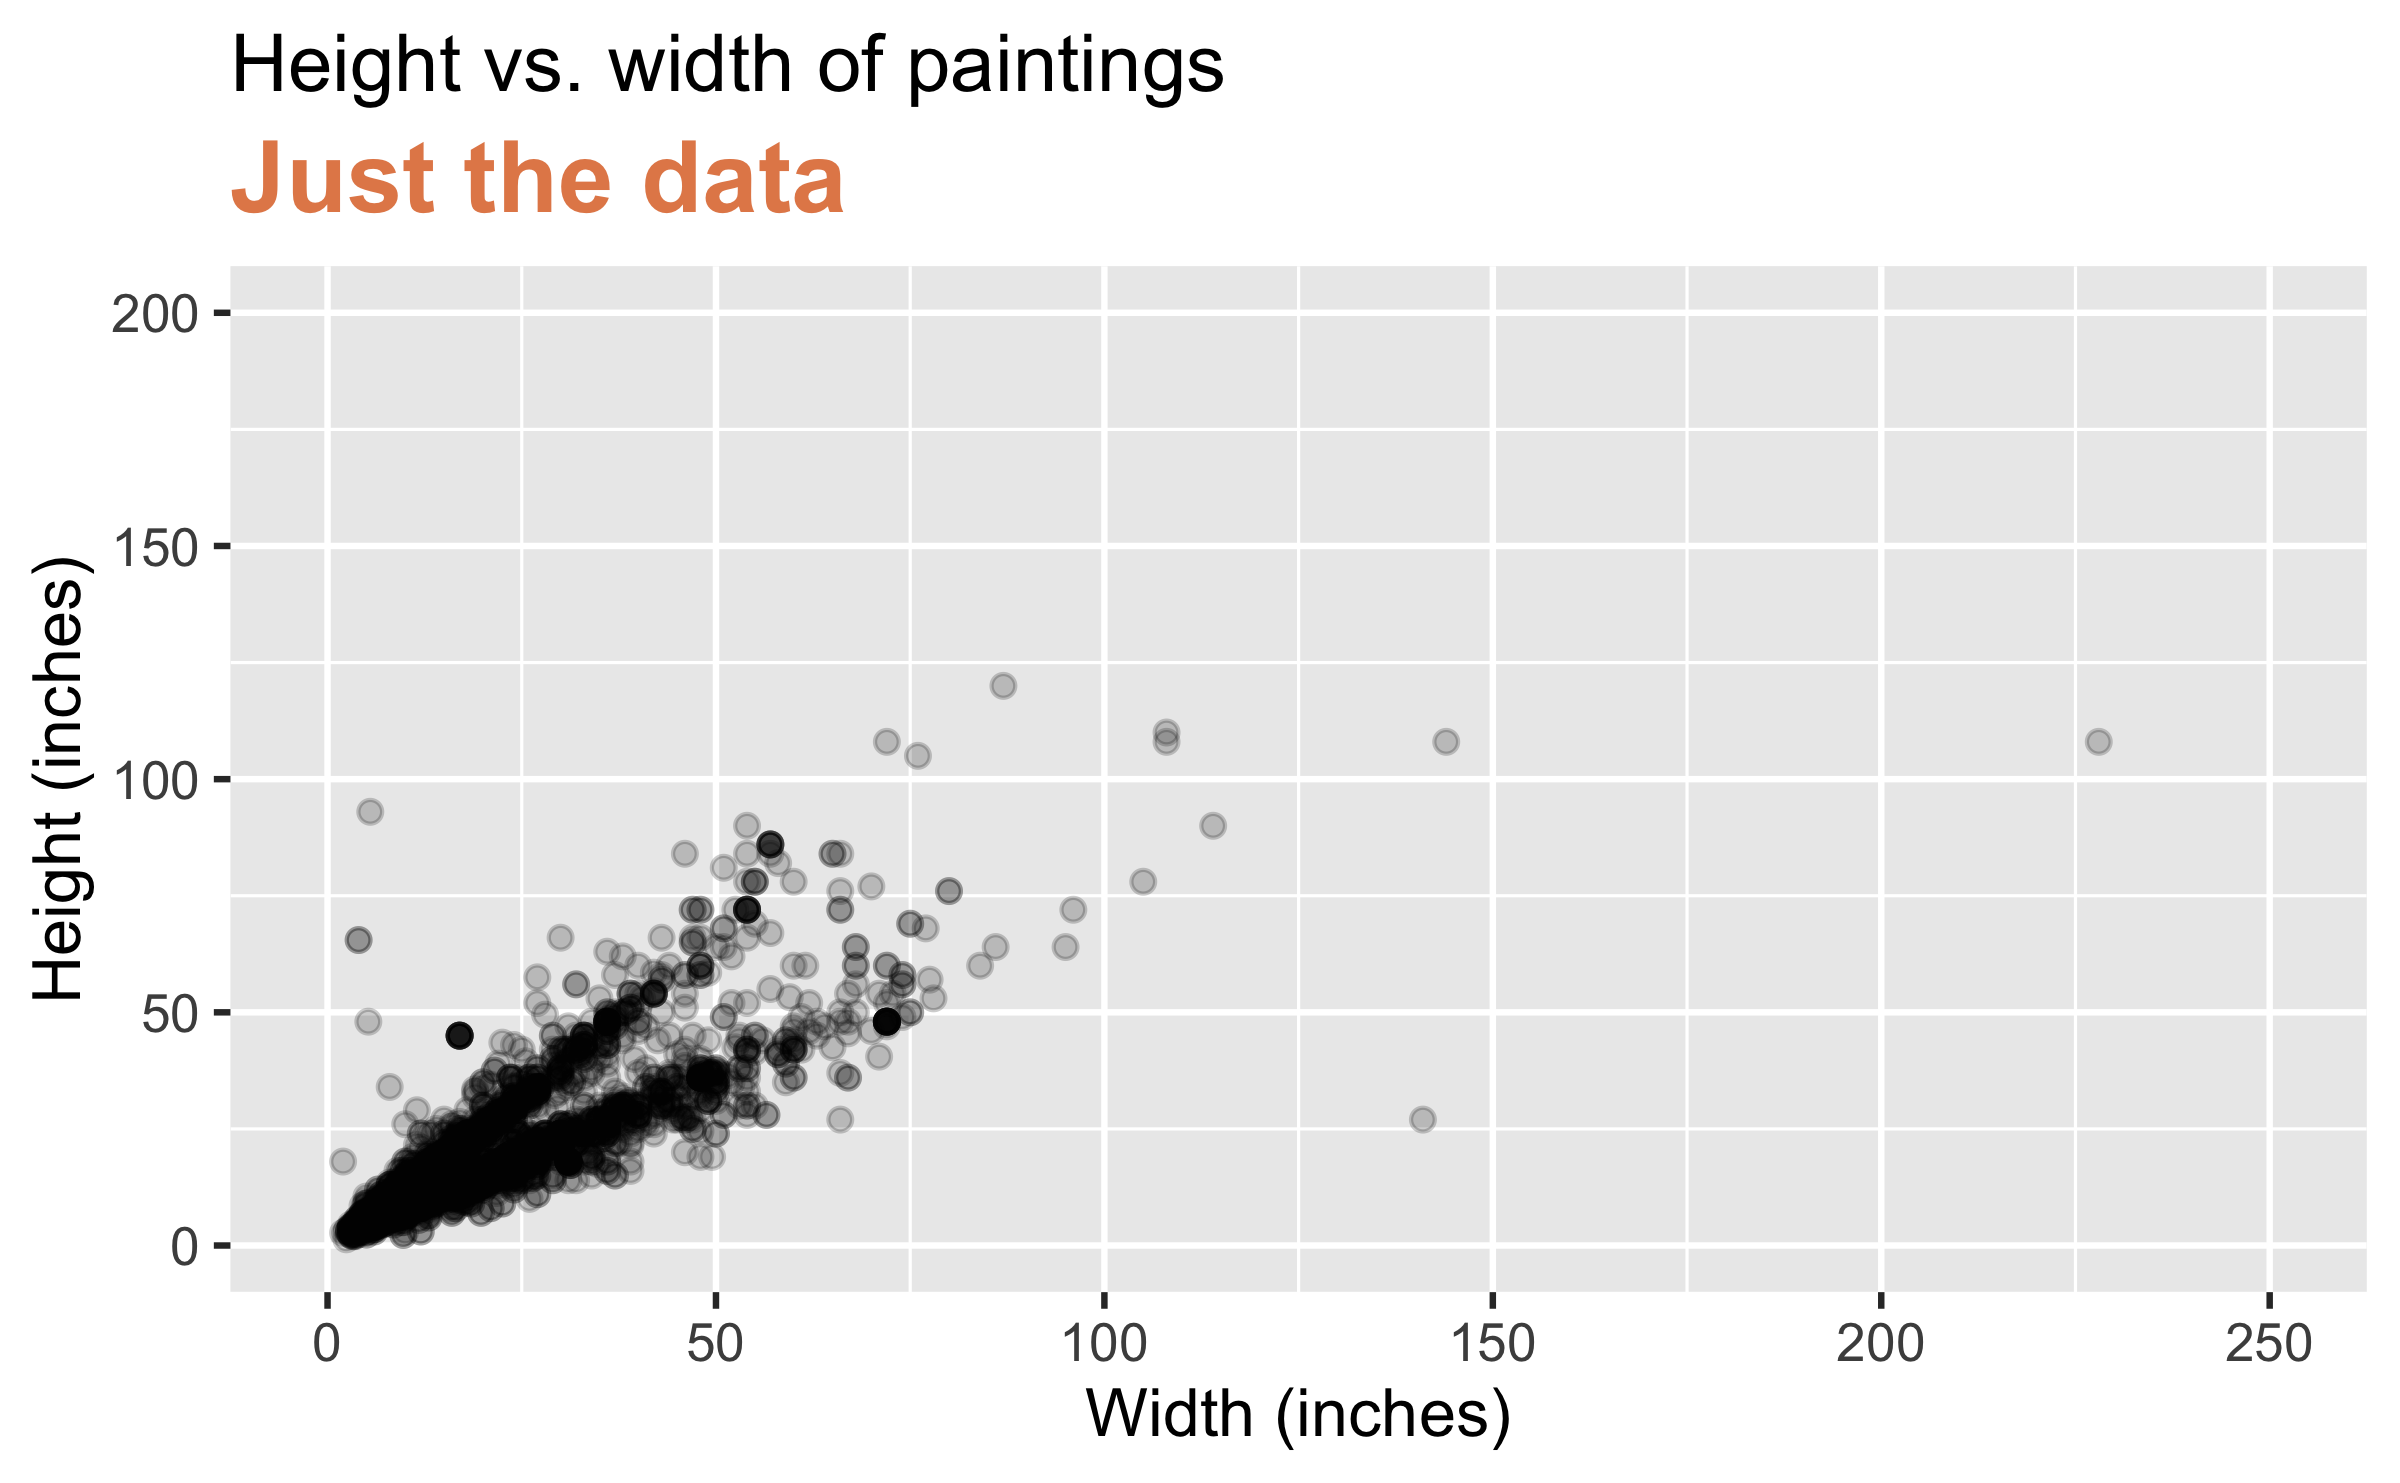 Height vs. width of paintings
Just the data
200
150
100
50
0
Height (inches)
0 50 100 150 200 250
Width (inches)